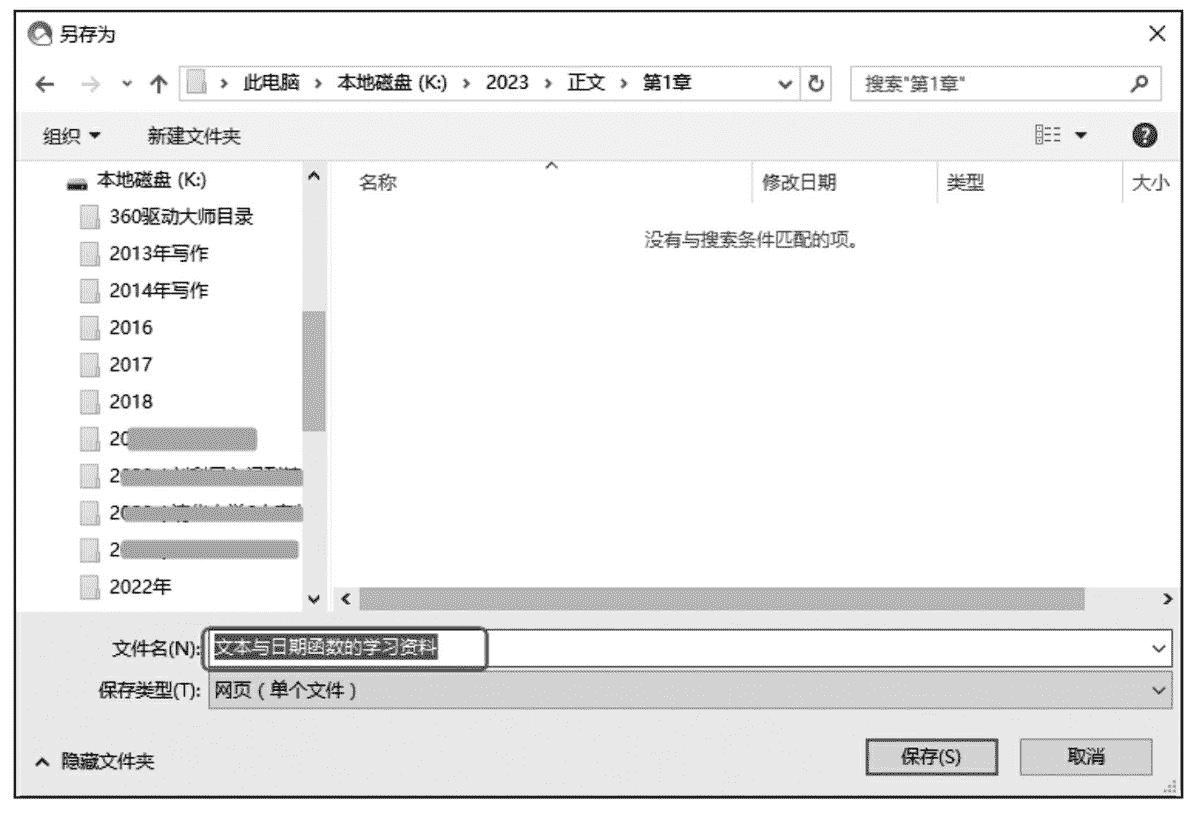 另存为
此电脑 › 本地磁盘 (K:) › 2023 › 正文 › 第1章
搜索"第1章"
组织
新建文件夹
本地磁盘 (K:)
360驱动大师目录
2013年写作
2014年写作
2016
2017
2018
2022年
名称
修改日期
类型
大小
没有与搜索条件匹配的项。
文件名(N):
文本与日期函数的学习资料
保存类型(T):
网页 ( 单个文件 )
隐藏文件夹
保存(S)
取消